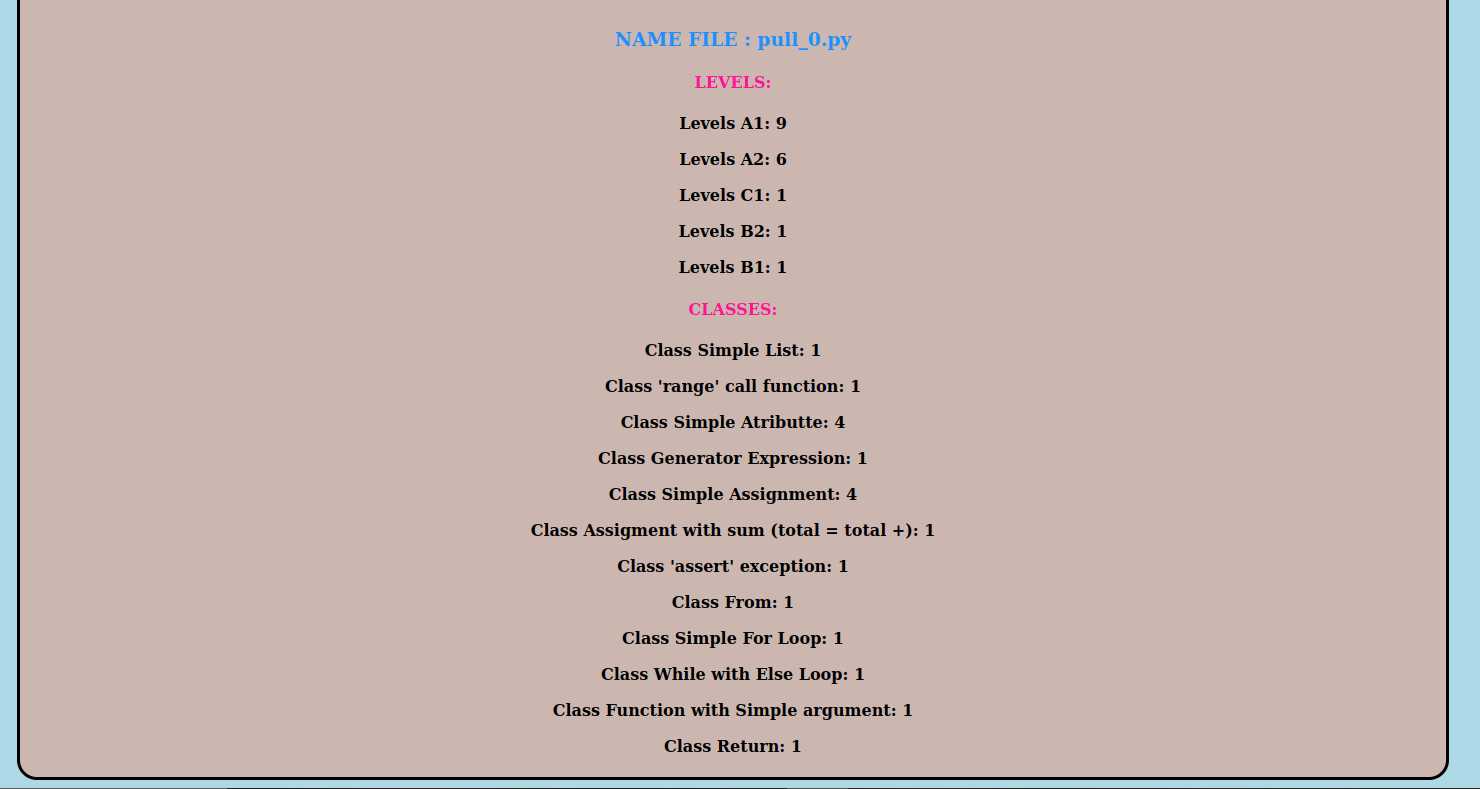 NAME FILE : pull_0.py
LEVELS:
Levels A1: 9
Levels A2: 6
Levels C1: 1
Levels B2: 1
Levels B1: 1
CLASSES:
Class Simple List: 1
Class 'range' call function: 1
Class Simple Atributte: 4
Class Generator Expression: 1
Class Simple Assignment: 4
Class Assigment with sum (total = total +): 1
Class 'assert' exception: 1
Class From: 1
Class Simple For Loop: 1
Class While with Else Loop: 1
Class Function with Simple argument: 1
Class Return: 1